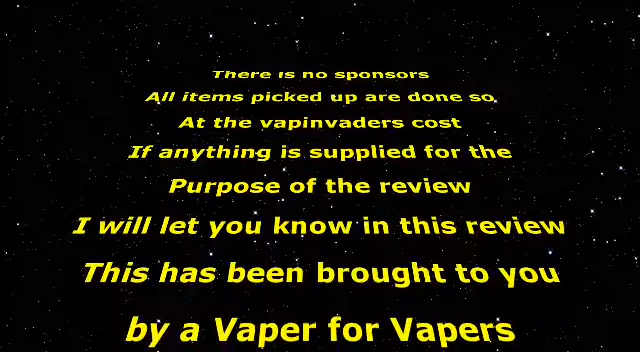 There is no sponsors
All items picked up are done so,
At the vapinvaders cost
If anything is supplied for the
Purpose of the review
I will let you know in this review
This has been brought to you
by a Vaper for Vapers